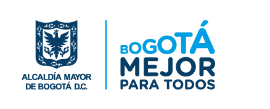 BOGOTÁ
MEJOR
PARA TODOS
ALCALDÍA MAYOR
DE BOGOTÁ D.C.